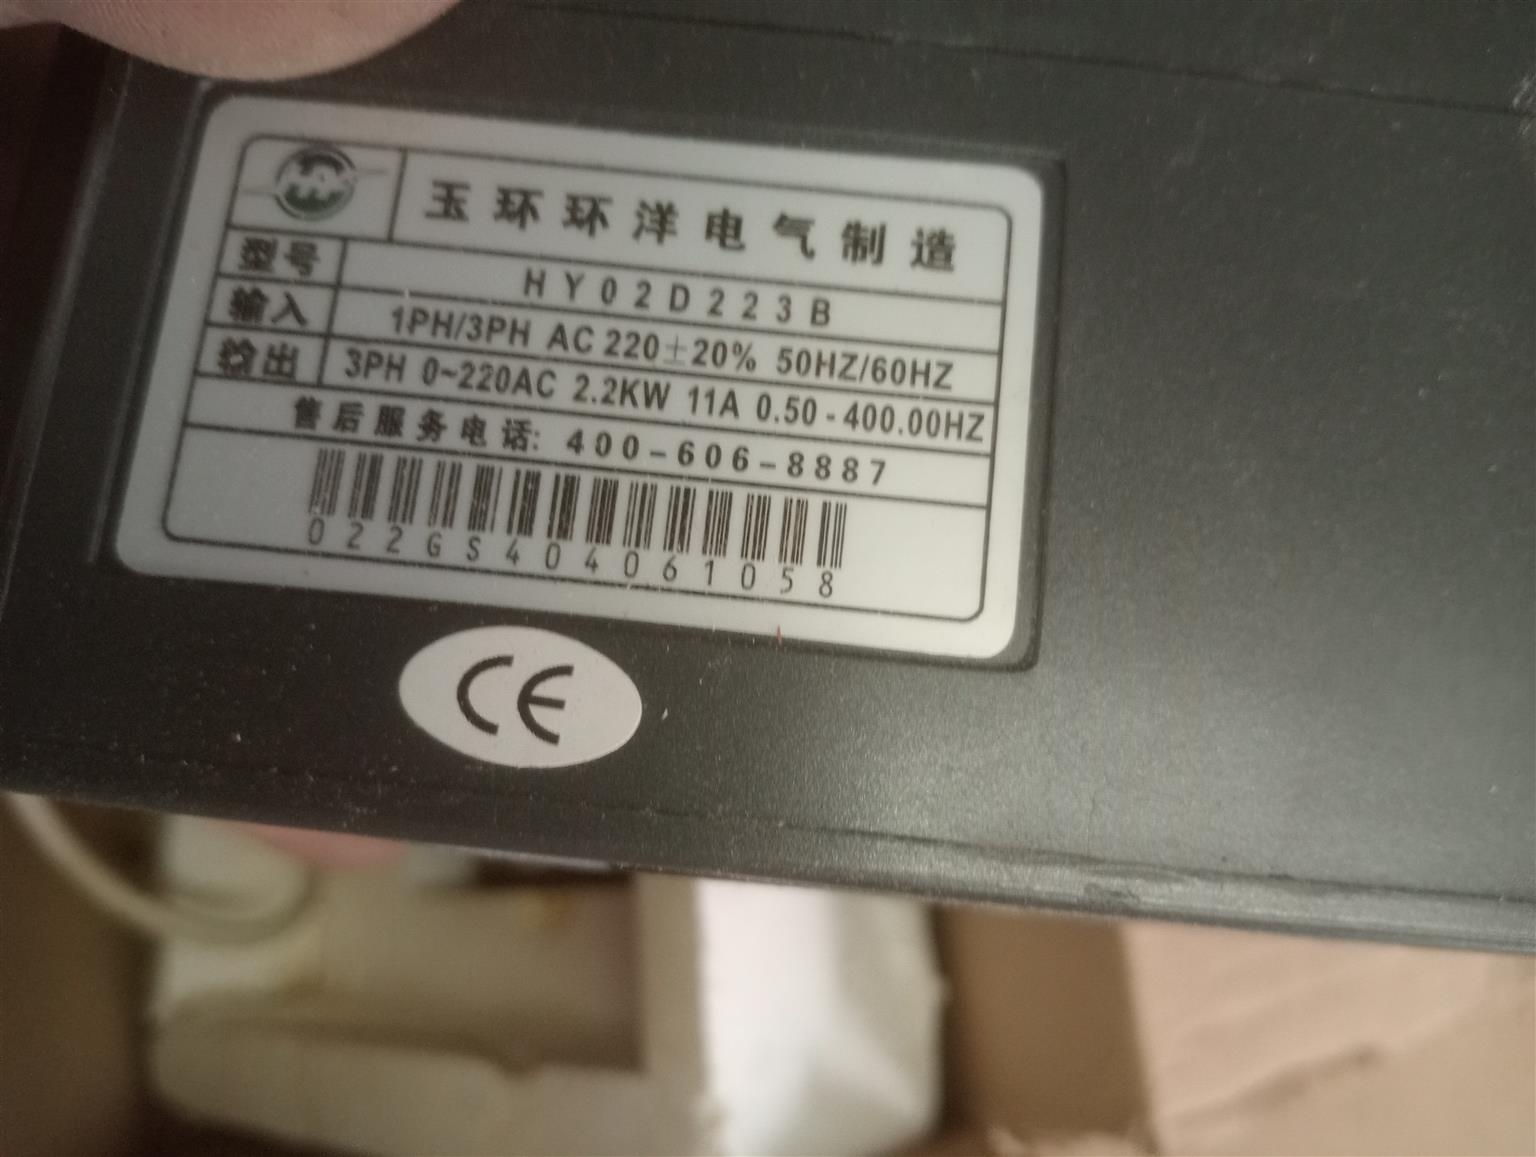 玉环环洋电气制造
型号 HY02D223B
输入 1PH/3PH AC 220±20% 50HZ/60HZ
输出 3PH 0~220AC 2.2KW 11A 0.50-400.00HZ
售后服务电话: 400-606-8887
022GS404061058
CE